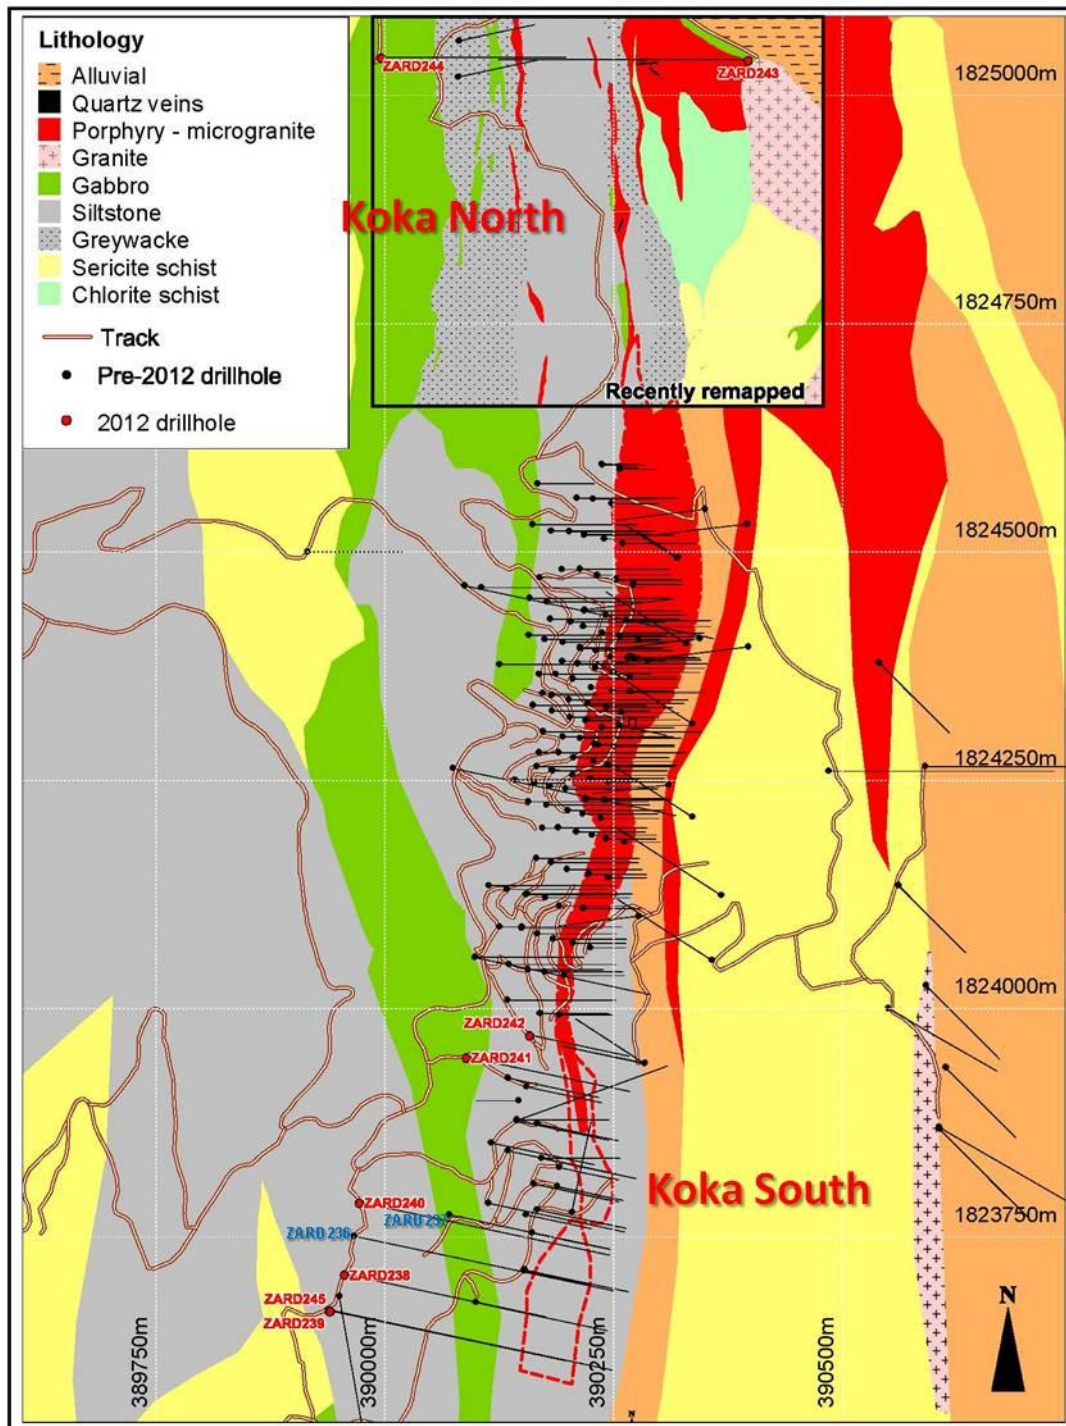 Lithology
Alluvial
Quartz veins
Porphyry - microgranite
Granite
Gabbro
Siltstone
Greywacke
Sericite schist
Chlorite schist
Track
Pre-2012 drillhole
2012 drillhole
ZARD244
ZARD243
1825000m
Koka North
1824750m
Recently remapped
1824500m
1824250m
1824000m
ZARD242
ZARD241
Koka South
ZARD240
ZARD 236
1823750m
ZARD238
ZARD245
ZARD239
N
389750m
390000m
390250m
390500m
N